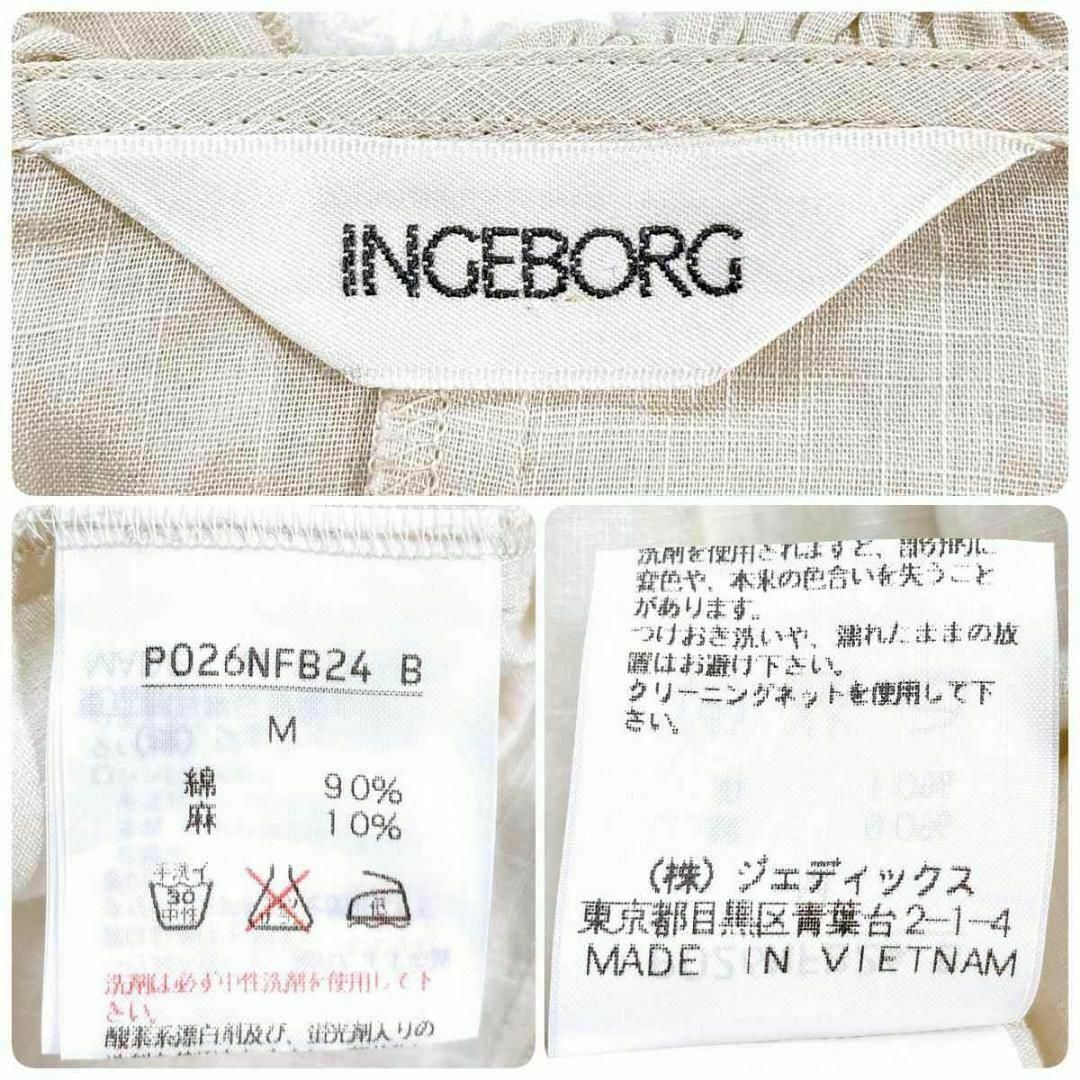 INGEBORG
P026NFB24 B
M
綿 90%
麻 10%
手洗イ
30
中性
低
洗剤は必ず中性洗剤を使用して下
さい。
酸素系漂白剤及び、蛍光剤入りの
洗剤を使用されますと、部分的に
変色や、本来の色合いを失うこと
があります。
つけおき洗いや、濡れたままの放
置はお避け下さい。
クリーニングネットを使用して下
さい。
(株) ジェディックス
東京都目黒区青葉台2-1-4
MADE IN VIETNAM